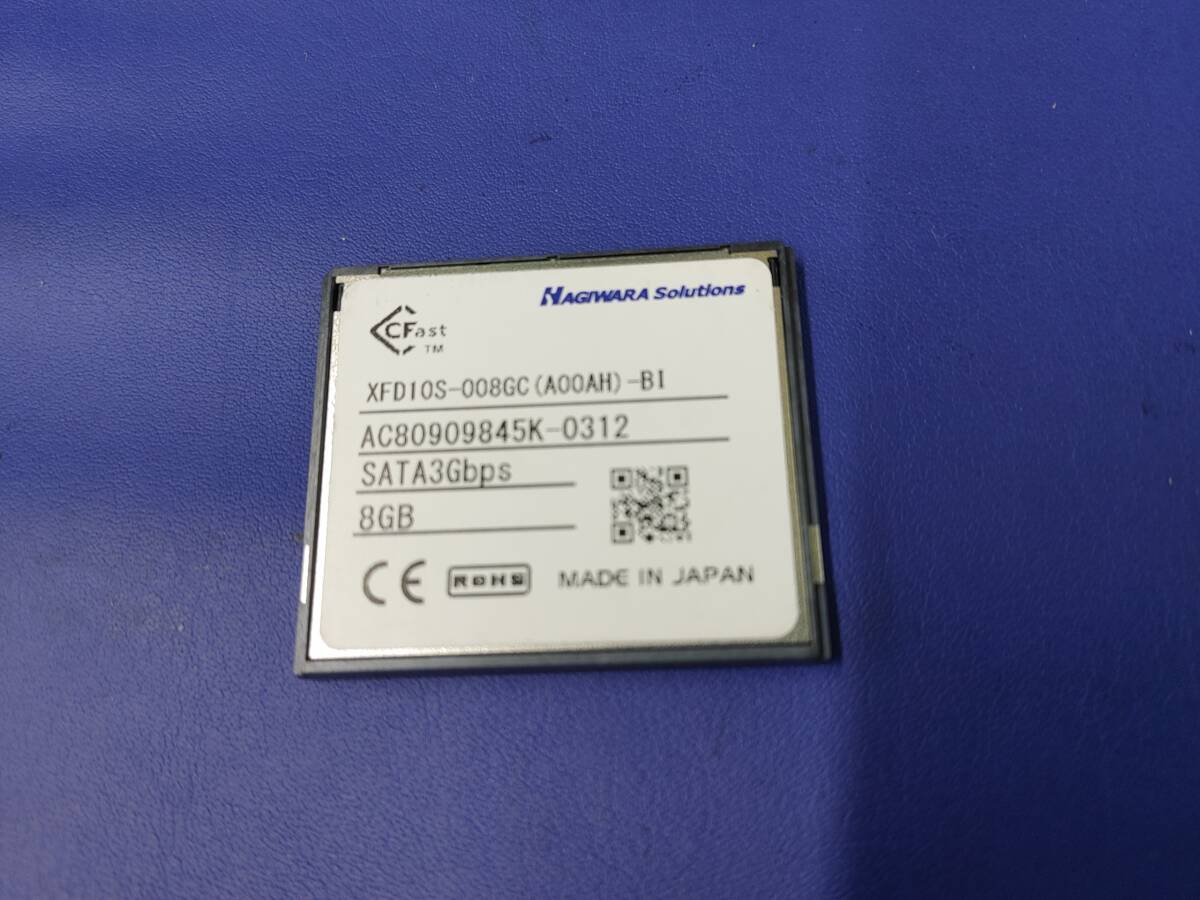 HAGIWARA Solutions
CFast
TM
XFD10S-008GC(A00AH)-BI
AC80909845K-0312
SATA3Gbps
8GB
CE RoHS MADE IN JAPAN